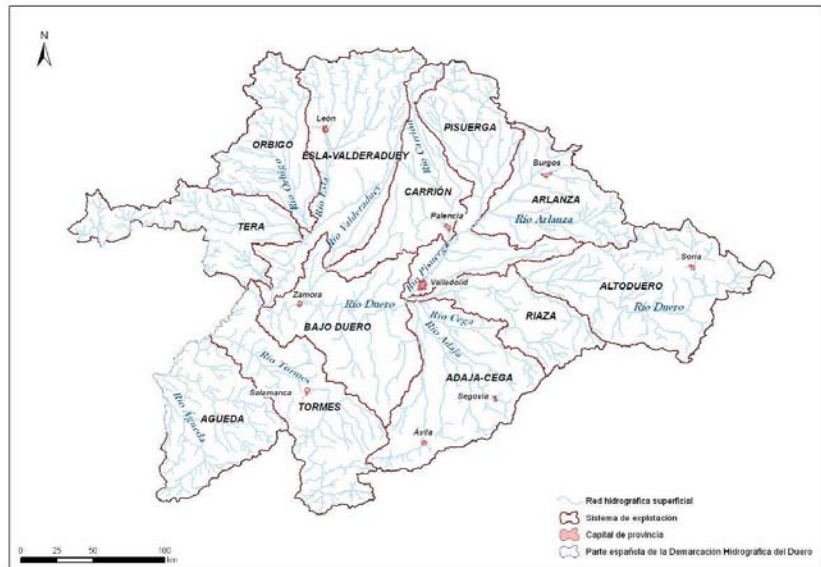 N
PISUERGA
León
ORBIGO
ESLA-VALDERADUEY
Río Carrión
Burgos
Río Orbigo
Río Esla
CARRIÓN
ARLANZA
Río Valderaduey
Palencia
Río Arlanza
TERA
Río Pisuerga
Soria
Valladolid
ALTODUERO
Zamora
Río Duero
Río Duero
Río Cega
RIAZA
BAJO DUERO
Río Adaja
Río Tormes
ADAJA-CEGA
Salamanca
Segovia
Río Agueda
TORMES
AGUEDA
Ávila
Red hidrográfica superficial
Sistema de explotación
Capital de provincia
Parte española de la Demarcación Hidrográfica del Duero
0 25 50 100
km